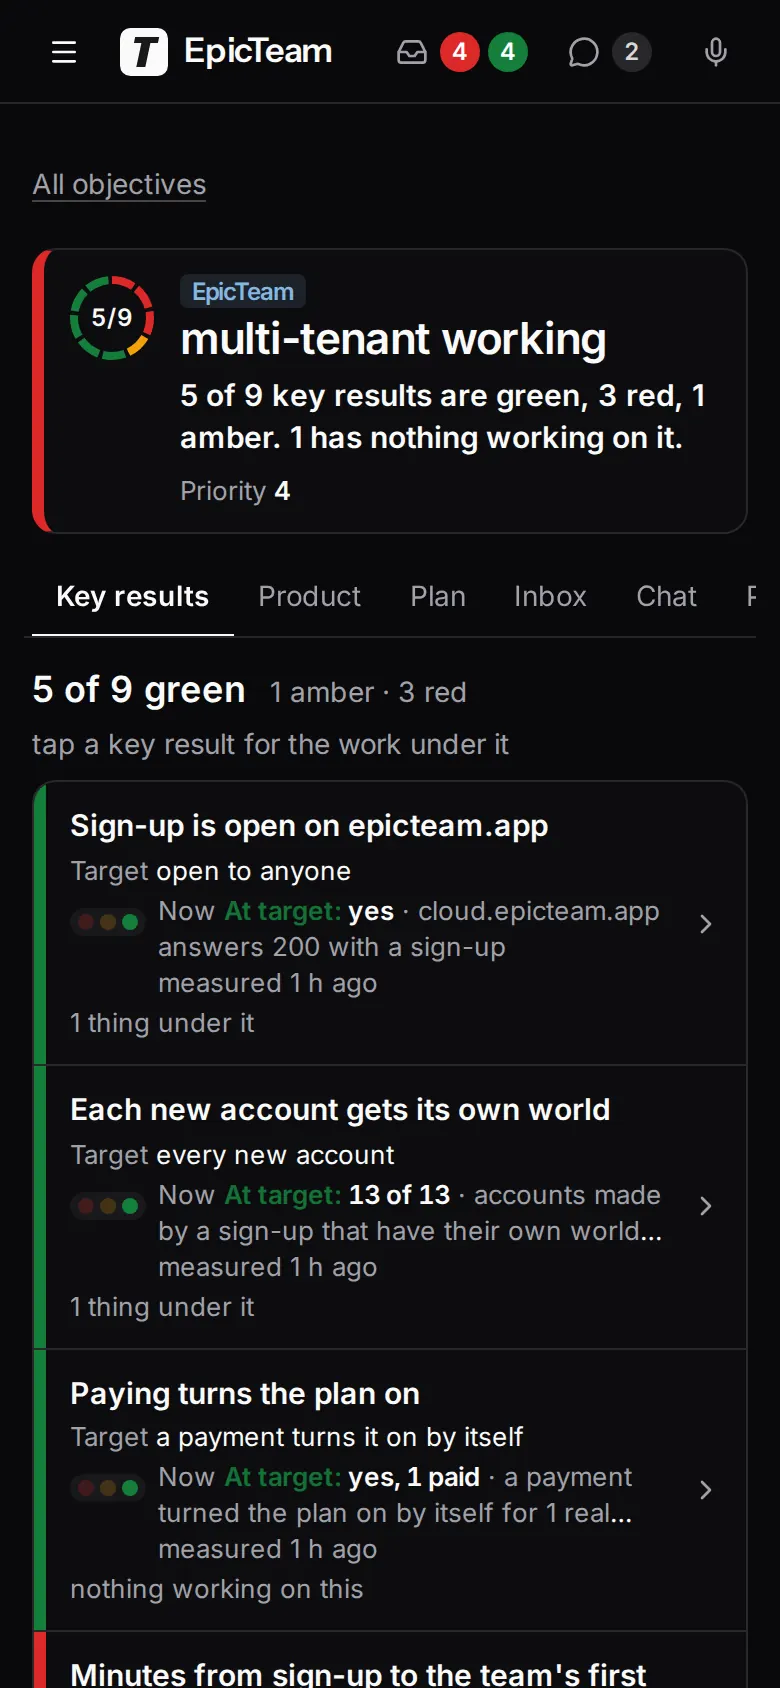 T EpicTeam 4 4 2
All objectives
5/9
EpicTeam
multi-tenant working
5 of 9 key results are green, 3 red, 1
amber. 1 has nothing working on it.
Priority 4
Key results Product Plan Inbox Chat
5 of 9 green 1 amber · 3 red
tap a key result for the work under it
Sign-up is open on epicteam.app
Target open to anyone
Now At target: yes · cloud.epicteam.app
answers 200 with a sign-up
measured 1 h ago
1 thing under it
Each new account gets its own world
Target every new account
Now At target: 13 of 13 · accounts made
by a sign-up that have their own world...
measured 1 h ago
1 thing under it
Paying turns the plan on
Target a payment turns it on by itself
Now At target: yes, 1 paid · a payment
turned the plan on by itself for 1 real...
measured 1 h ago
nothing working on this
Minutes from sign-up to the team's first